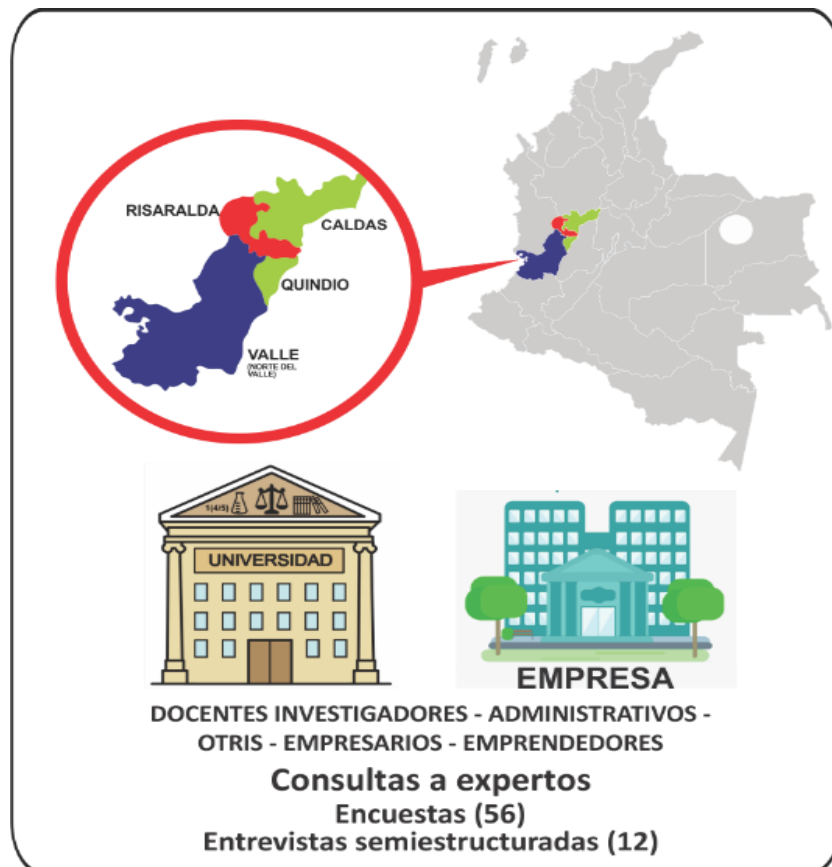 RISARALDA
CALDAS
QUINDIO
VALLE
(NORTE DEL
VALLE)
UNIVERSIDAD
EMPRESA
DOCENTES INVESTIGADORES - ADMINISTRATIVOS -
OTRIS - EMPRESARIOS - EMPRENDEDORES
Consultas a expertos
Encuestas (56)
Entrevistas semiestructuradas (12)